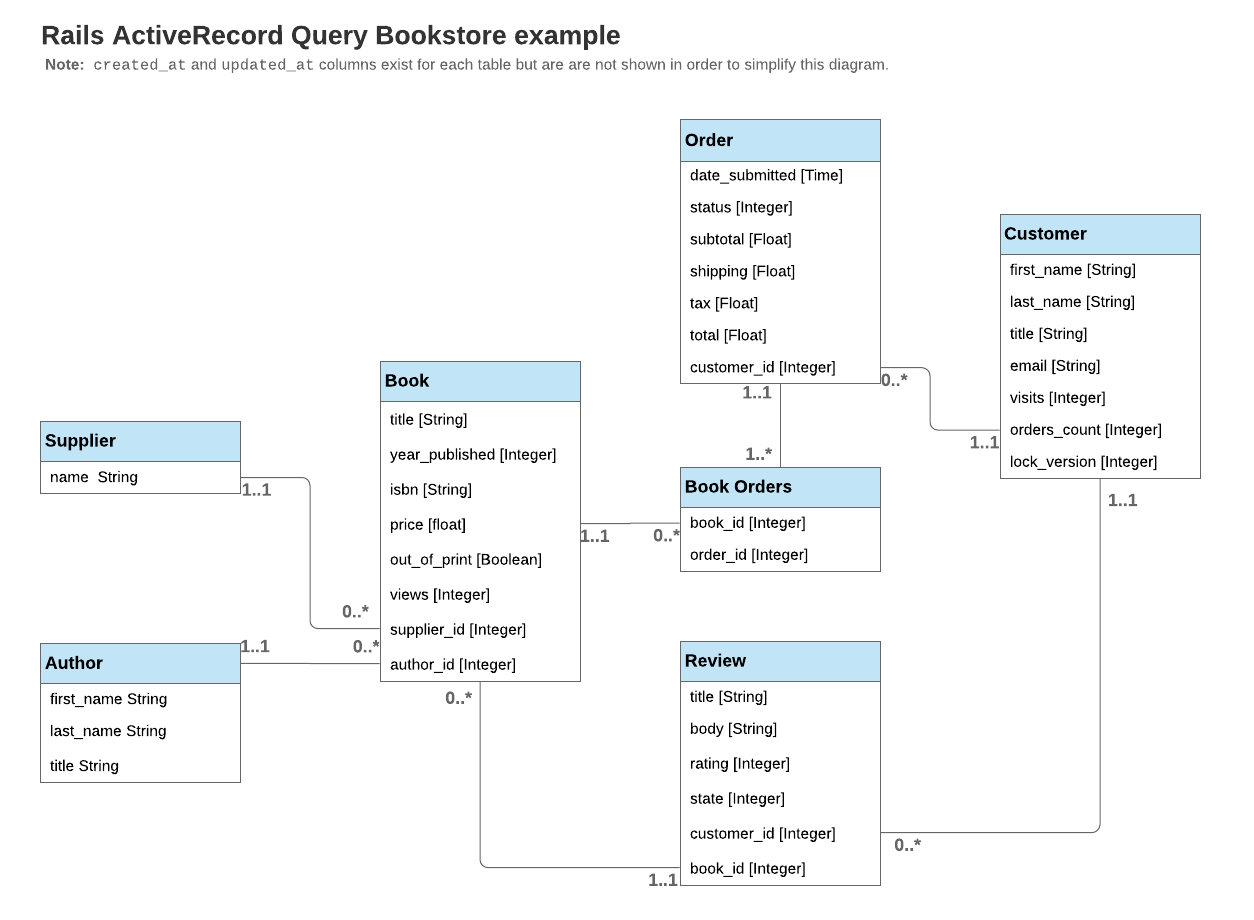 Rails ActiveRecord Query Bookstore example
Note: created_at and updated_at columns exist for each table but are are not shown in order to simplify this diagram.
Order
date_submitted [Time]
status [Integer]
subtotal [Float]
shipping [Float]
tax [Float]
total [Float]
customer_id [Integer]
1..1
0..*
Customer
first_name [String]
last_name [String]
title [String]
email [String]
visits [Integer]
orders_count [Integer]
lock_version [Integer]
1..1
1..1
Book
title [String]
year_published [Integer]
isbn [String]
price [float]
out_of_print [Boolean]
views [Integer]
supplier_id [Integer]
author_id [Integer]
1..1
0..*
0..*
0..*
Supplier
name String
1..1
1..*
Book Orders
book_id [Integer]
order_id [Integer]
0..*
Author
first_name String
last_name String
title String
1..1
Review
title [String]
body [String]
rating [Integer]
state [Integer]
customer_id [Integer]
book_id [Integer]
0..*
1..1